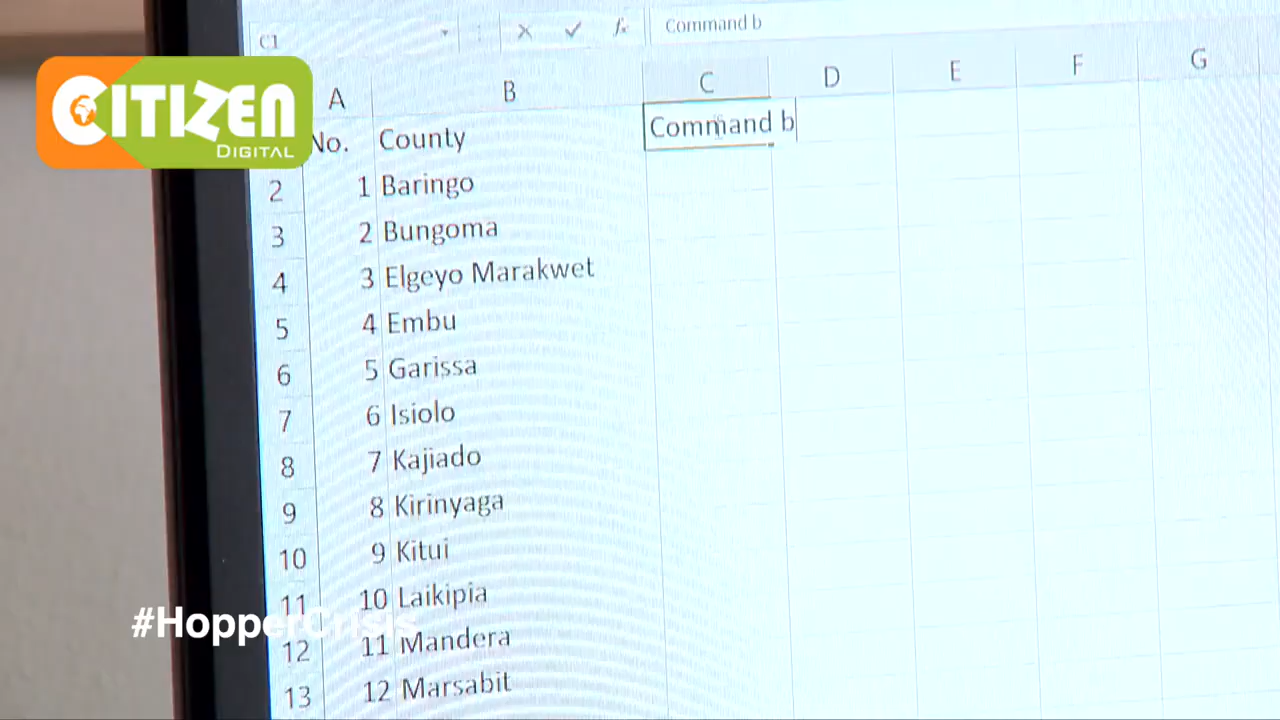 C1 Command b
CITIZEN
DIGITAL
A B C D E F G
No. County Command b
2 1 Baringo
3 2 Bungoma
4 3 Elgeyo Marakwet
5 4 Embu
6 5 Garissa
7 6 Isiolo
8 7 Kajiado
9 8 Kirinyaga
10 9 Kitui
11 10 Laikipia
#HopperCrisis
12 11 Mandera
13 12 Marsabit